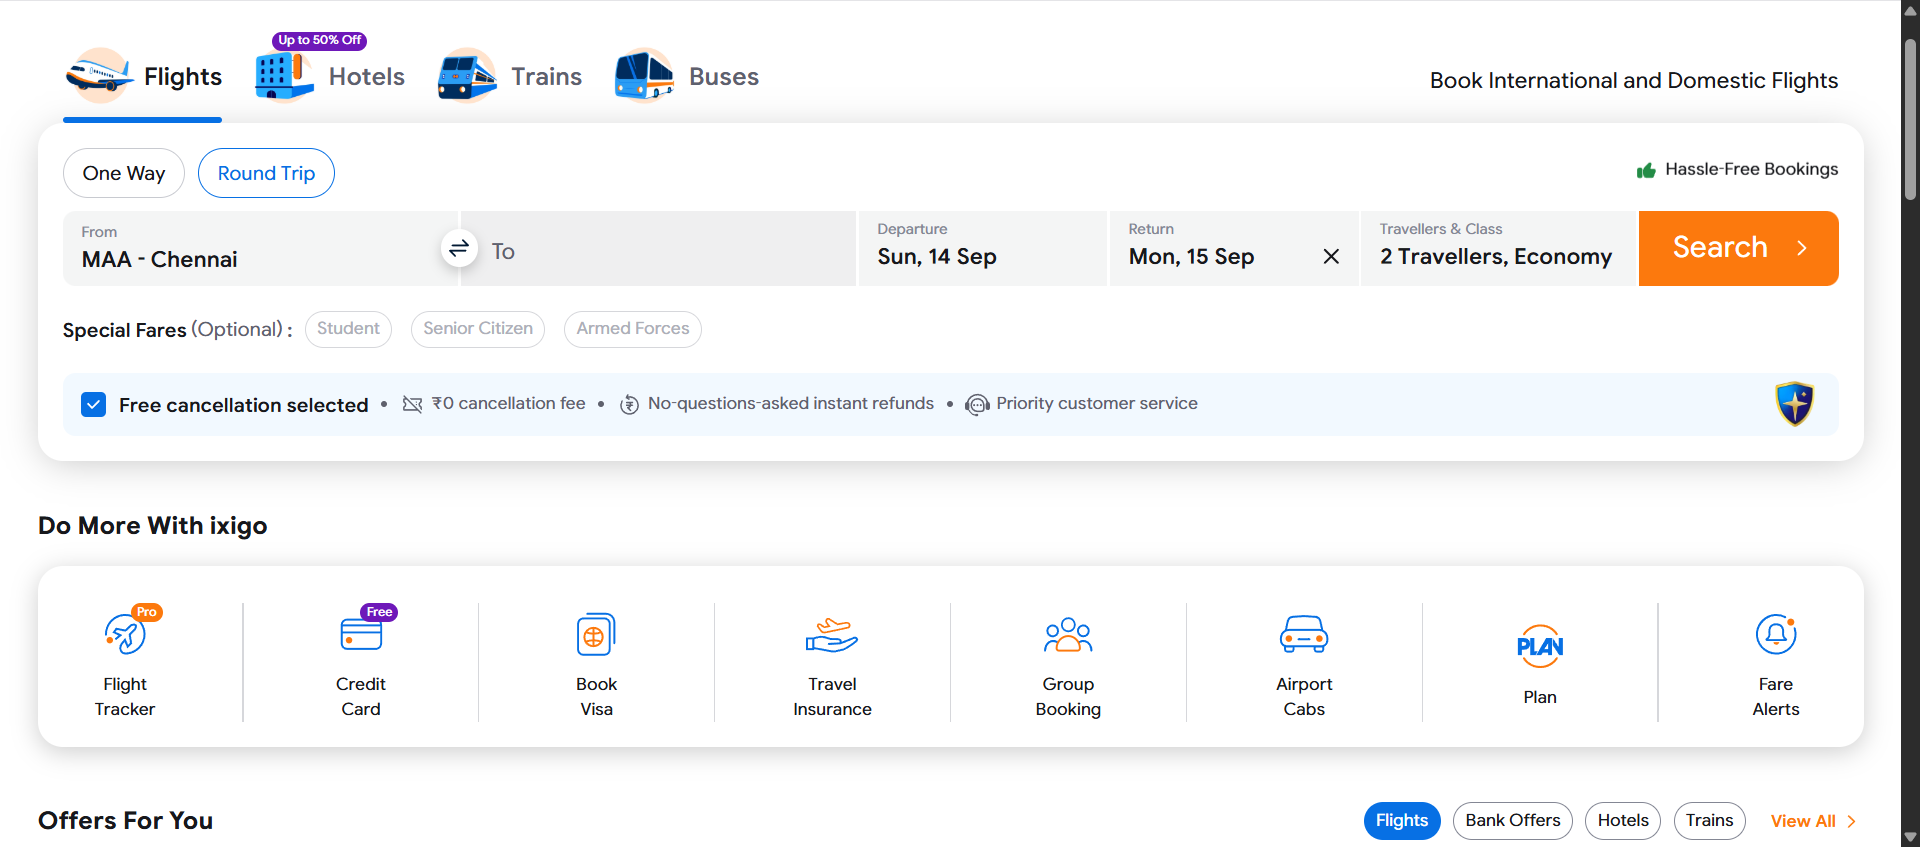 Up to 50% Off
Flights
Hotels
Trains
Buses
Book International and Domestic Flights
One Way
Round Trip
Hassle-Free Bookings
From
MAA - Chennai
To
Departure
Sun, 14 Sep
Return
Mon, 15 Sep
Travellers & Class
2 Travellers, Economy
Search
Special Fares (Optional) :
Student
Senior Citizen
Armed Forces
Free cancellation selected • ₹0 cancellation fee • No-questions-asked instant refunds • Priority customer service
Do More With ixigo
Pro
Flight
Tracker
Free
Credit
Card
Book
Visa
Travel
Insurance
Group
Booking
Airport
Cabs
PLAN
Plan
Fare
Alerts
Offers For You
Flights
Bank Offers
Hotels
Trains
View All